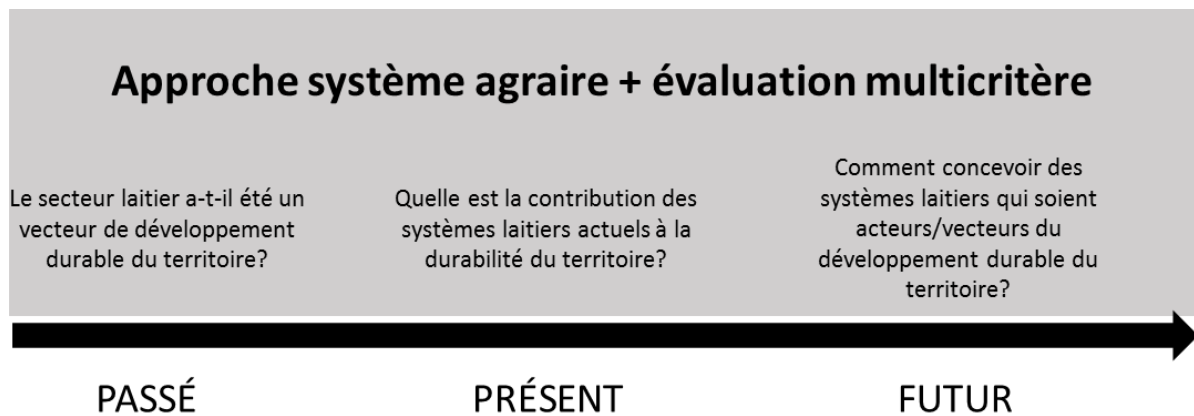 Approche système agraire + évaluation multicritère
Le secteur laitier a-t-il été un
vecteur de développement
durable du territoire?
Quelle est la contribution des
systèmes laitiers actuels à la
durabilité du territoire?
Comment concevoir des
systèmes laitiers qui soient
acteurs/vecteurs du
développement durable du
territoire?
PASSÉ
PRÉSENT
FUTUR